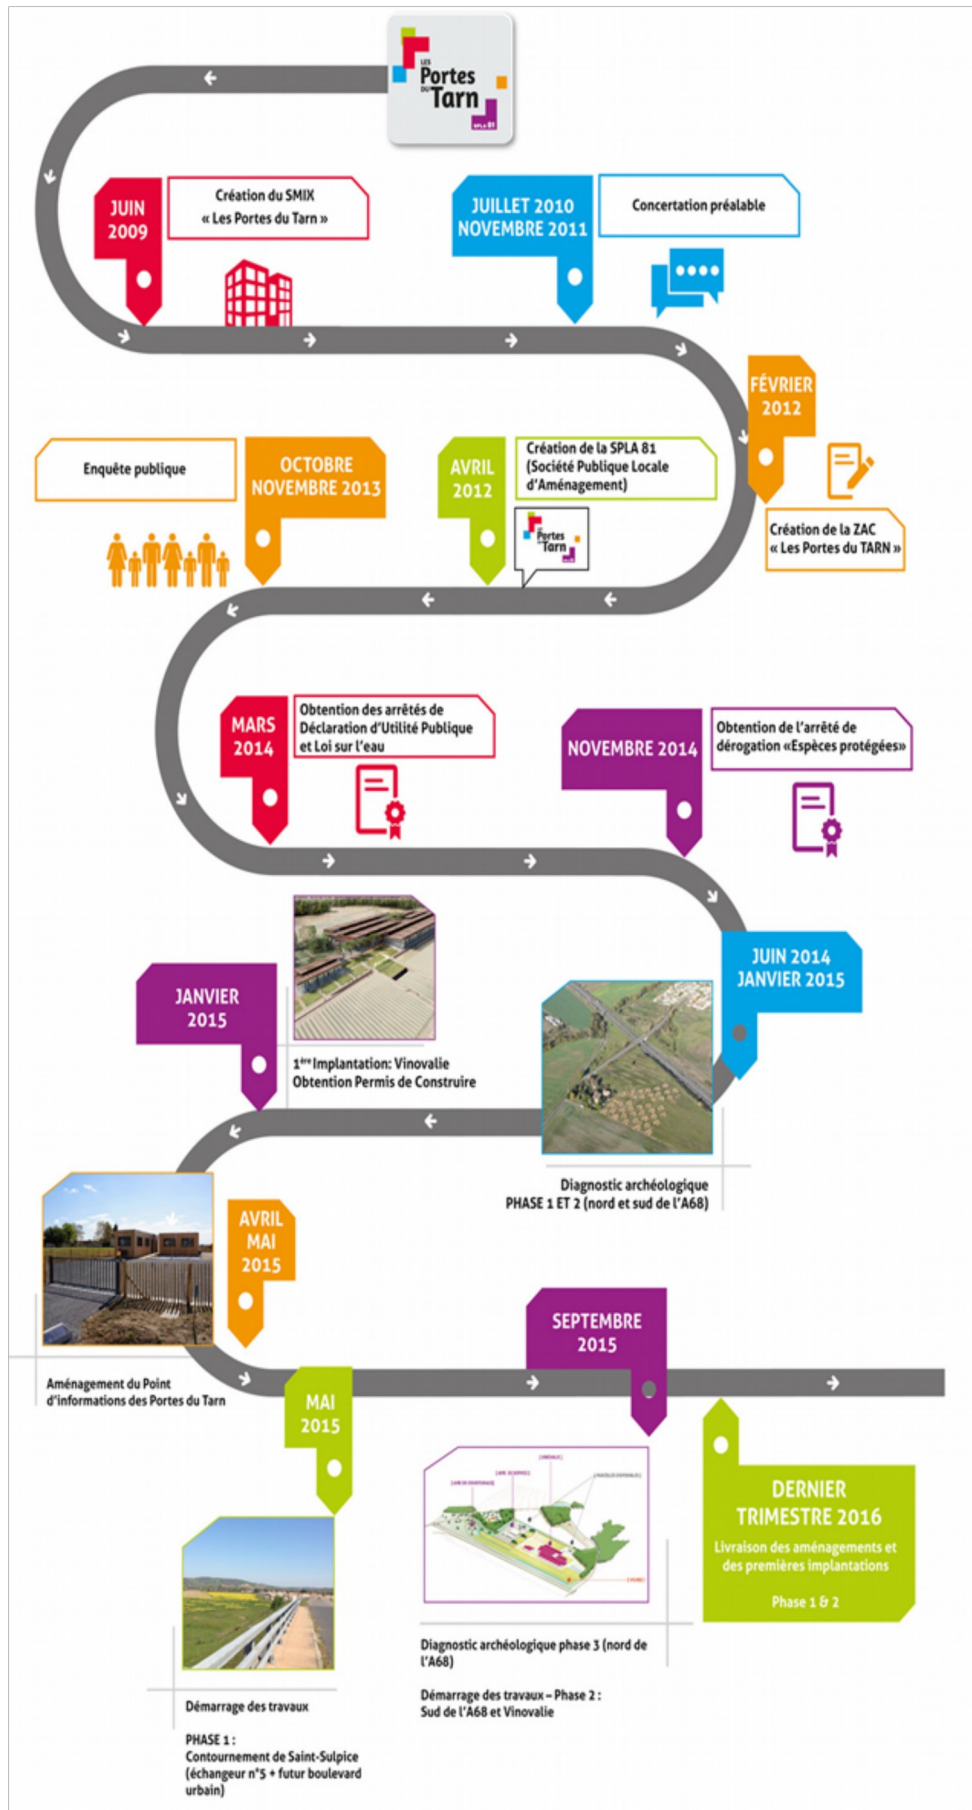 LES
Portes
DU
Tarn
SPLA 81
JUIN
2009
Création du SMIX
« Les Portes du Tarn »
JUILLET 2010
NOVEMBRE 2011
Concertation préalable
FÉVRIER
2012
Création de la ZAC
« Les Portes du TARN »
AVRIL
2012
Création de la SPLA 81
(Société Publique Locale
d'Aménagement)
Portes
Tarn
OCTOBRE
NOVEMBRE 2013
Enquête publique
MARS
2014
Obtention des arrêtés de
Déclaration d'Utilité Publique
et Loi sur l'eau
NOVEMBRE 2014
Obtention de l'arrêté de
dérogation «Espèces protégées»
JUIN 2014
JANVIER 2015
Diagnostic archéologique
PHASE 1 ET 2 (nord et sud de l'A68)
JANVIER
2015
1ère Implantation: Vinovalie
Obtention Permis de Construire
AVRIL
MAI
2015
Aménagement du Point
d'informations des Portes du Tarn
MAI
2015
Démarrage des travaux
PHASE 1 :
Contournement de Saint-Sulpice
(échangeur n°5 + futur boulevard
urbain)
SEPTEMBRE
2015
Diagnostic archéologique phase 3 (nord de
l'A68)
Démarrage des travaux – Phase 2 :
Sud de l'A68 et Vinovalie
DERNIER
TRIMESTRE 2016
Livraison des aménagements et
des premières implantations
Phase 1 & 2